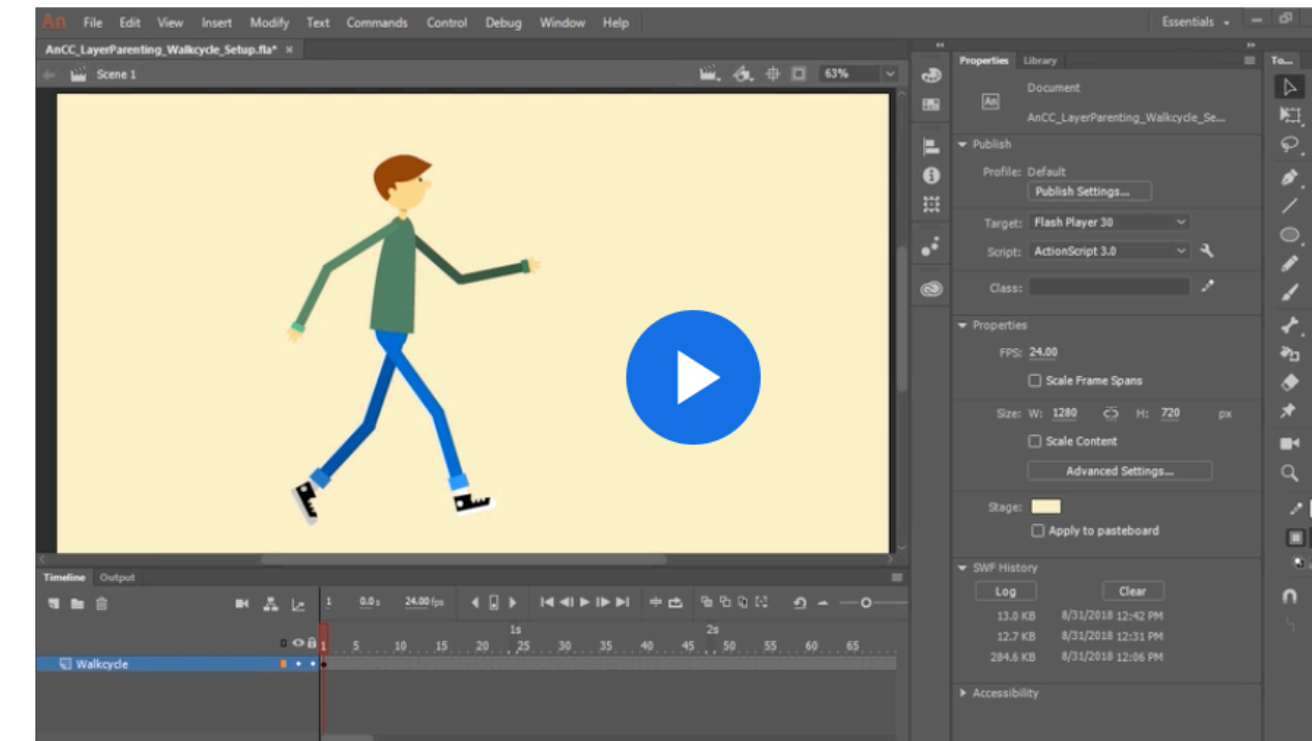 An File Edit View Insert Modify Text Commands Control Debug Window Help Essentials
AnCC_LayerParenting_Walkcycle_Setup.fla* ×
Scene 1 63%
Properties Library To...
Document
An
AnCC_LayerParenting_Walkcycle_Se...
Publish
Profile: Default
Publish Settings...
Target: Flash Player 30
Script: ActionScript 3.0
Class:
Properties
FPS: 24.00
Scale Frame Spans
Size: W: 1280 H: 720 px
Scale Content
Advanced Settings...
Stage:
Apply to pasteboard
SWF History
Log Clear
13.0 KB 8/31/2018 12:42 PM
12.7 KB 8/31/2018 12:31 PM
284.6 KB 8/31/2018 12:06 PM
Accessibility
Timeline Output
1 0.0 s 24.00 fps
1s 2s
1 5 10 15 20 25 30 35 40 45 50 55 60 65
Walkcycle